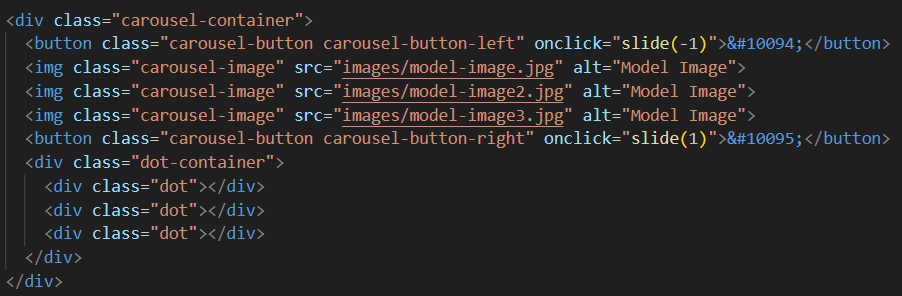 <div class="carousel-container">
<button class="carousel-button carousel-button-left" onclick="slide(-1)">&#10094;</button>
<img class="carousel-image" src="images/model-image.jpg" alt="Model Image">
<img class="carousel-image" src="images/model-image2.jpg" alt="Model Image">
<img class="carousel-image" src="images/model-image3.jpg" alt="Model Image">
<button class="carousel-button carousel-button-right" onclick="slide(1)">&#10095;</button>
<div class="dot-container">
<div class="dot"></div>
<div class="dot"></div>
<div class="dot"></div>
</div>
</div>